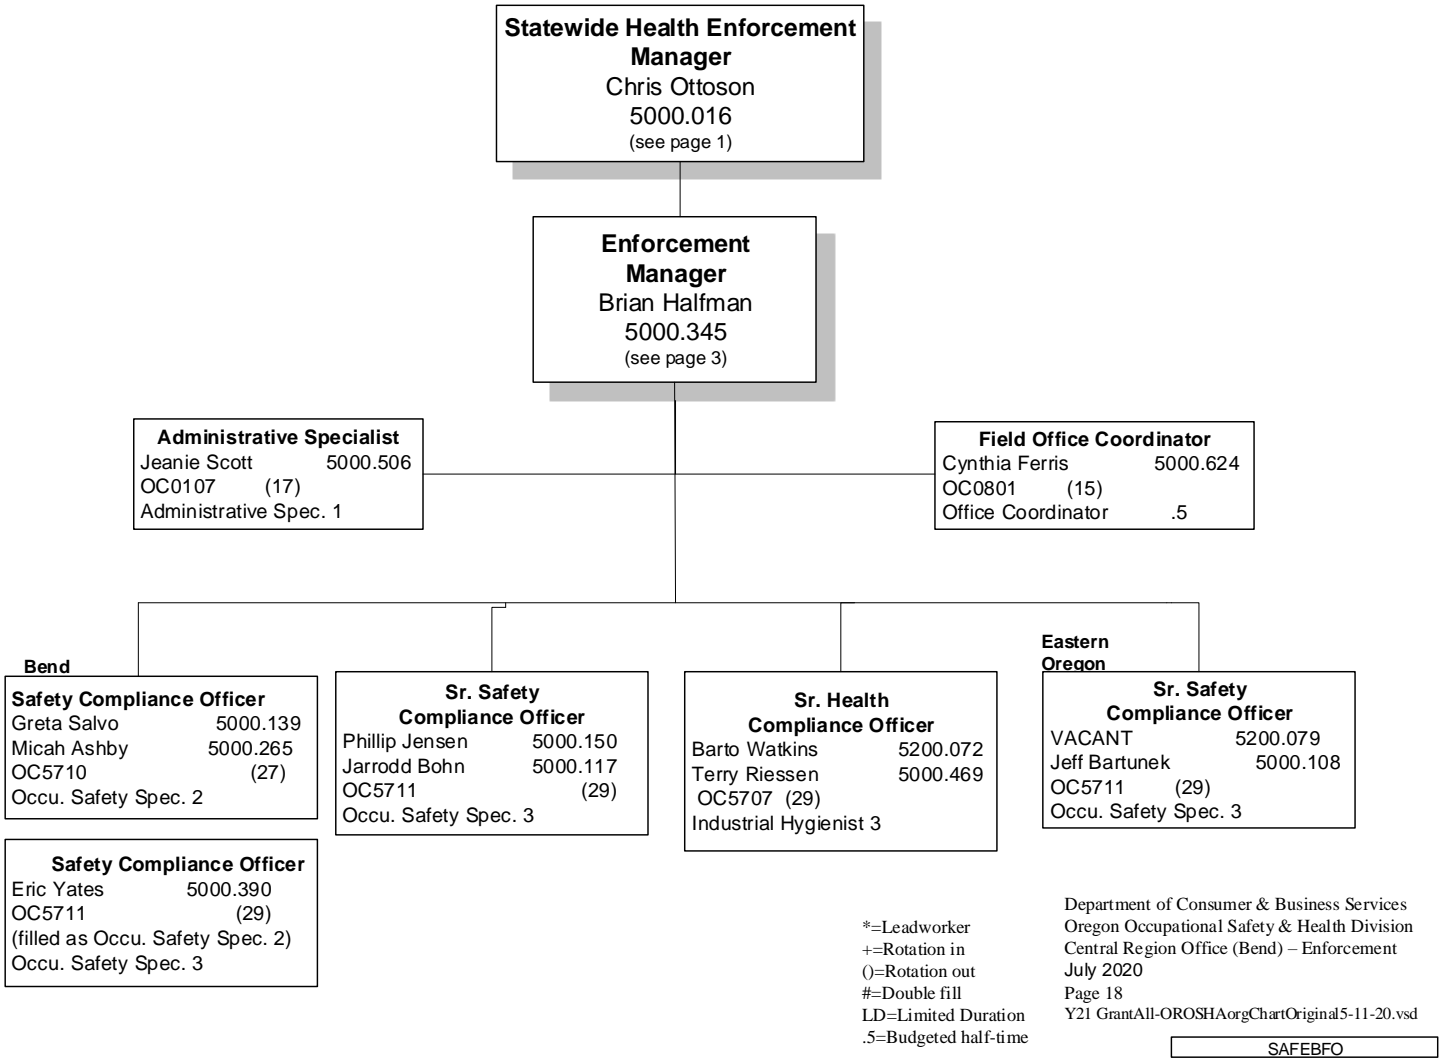 Statewide Health Enforcement
Manager
Chris Ottoson
5000.016
(see page 1)
Enforcement
Manager
Brian Halfman
5000.345
(see page 3)
Administrative Specialist
Jeanie Scott 5000.506
OC0107 (17)
Administrative Spec. 1
Field Office Coordinator
Cynthia Ferris 5000.624
OC0801 (15)
Office Coordinator .5
Bend
Safety Compliance Officer
Greta Salvo 5000.139
Micah Ashby 5000.265
OC5710 (27)
Occu. Safety Spec. 2
Sr. Safety
Compliance Officer
Phillip Jensen 5000.150
Jarrodd Bohn 5000.117
OC5711 (29)
Occu. Safety Spec. 3
Sr. Health
Compliance Officer
Barto Watkins 5200.072
Terry Riessen 5000.469
OC5707 (29)
Industrial Hygienist 3
Eastern
Oregon
Sr. Safety
Compliance Officer
VACANT 5200.079
Jeff Bartunek 5000.108
OC5711 (29)
Occu. Safety Spec. 3
Safety Compliance Officer
Eric Yates 5000.390
OC5711 (29)
(filled as Occu. Safety Spec. 2)
Occu. Safety Spec. 3
*=Leadworker
+=Rotation in
()=Rotation out
#=Double fill
LD=Limited Duration
.5=Budgeted half-time
Department of Consumer & Business Services
Oregon Occupational Safety & Health Division
Central Region Office (Bend) – Enforcement
July 2020
Page 18
Y21 GrantAll-OROSHAorgChartOriginal5-11-20.vsd
SAFEBFO